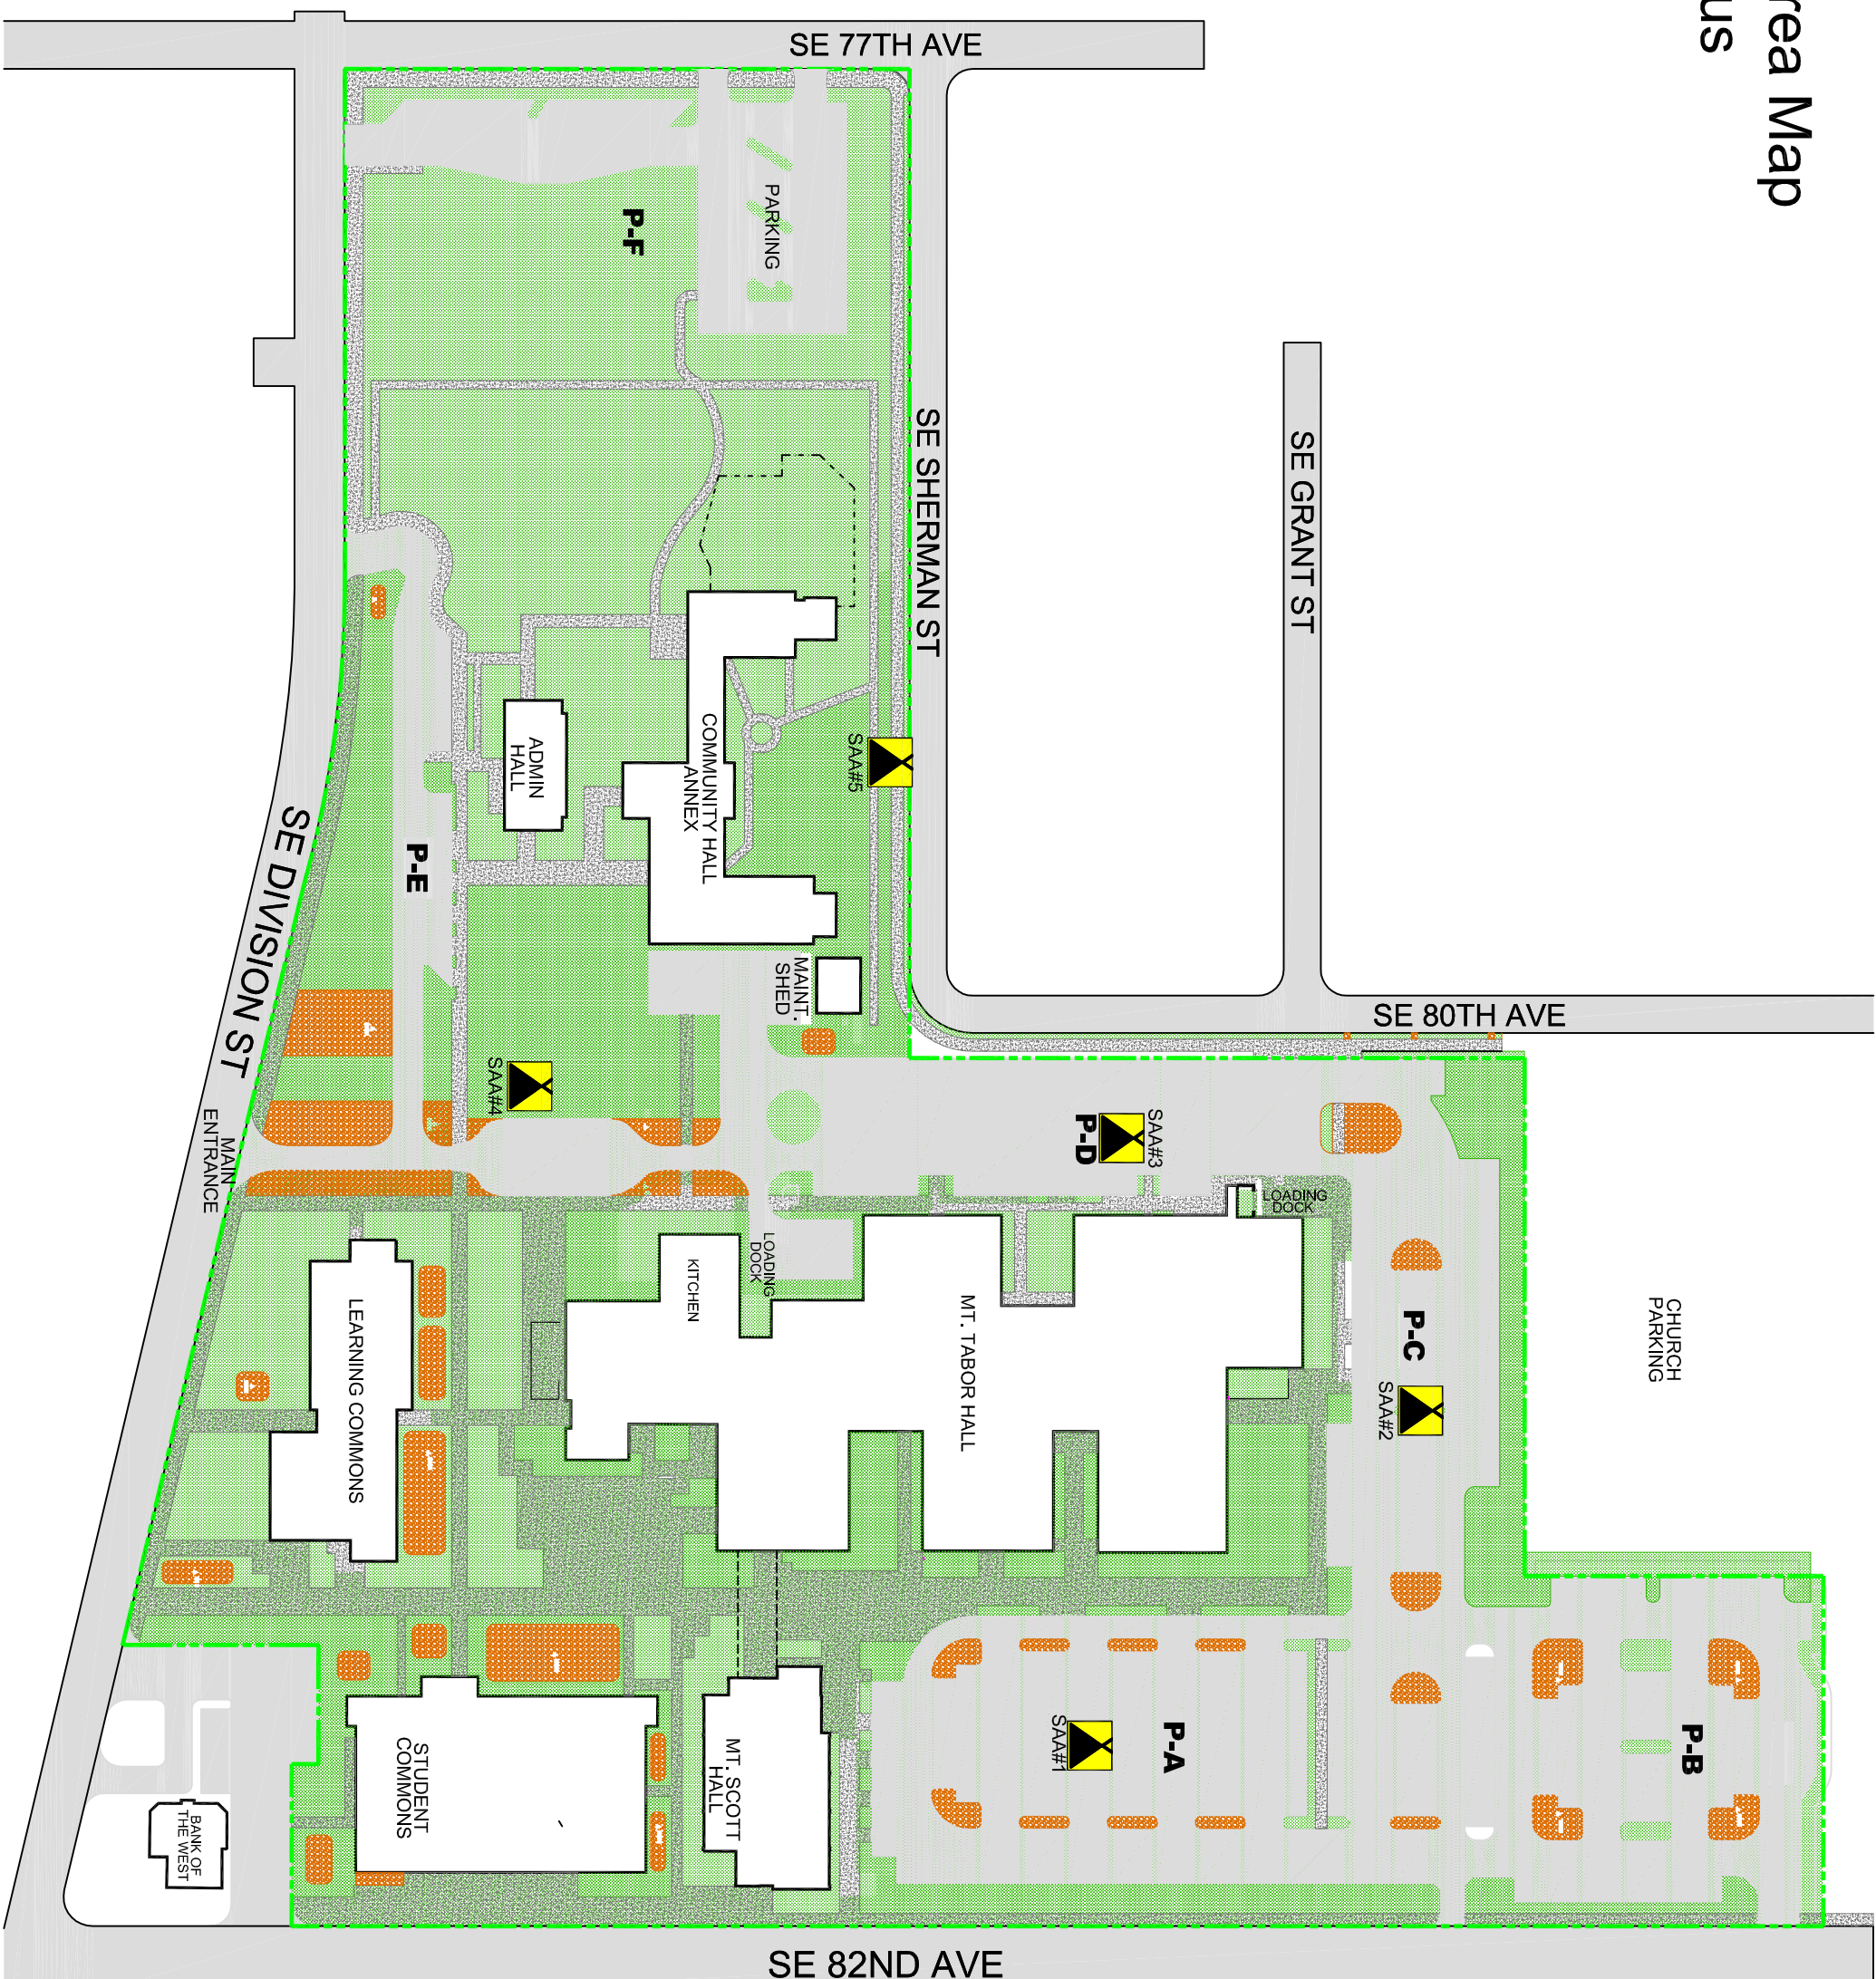 rea Map
us
SE 77TH AVE
PARKING
P-F
SE SHERMAN ST
SE GRANT ST
SAA#5
COMMUNITY HALL
ANNEX
ADMIN
HALL
P-E
SE DIVISION ST
MAINT.
SHED
SE 80TH AVE
SAA#4
SAA#3
P-D
MAIN
ENTRANCE
LOADING
DOCK
LOADING
DOCK
KITCHEN
MT. TABOR HALL
LEARNING COMMONS
P-C
SAA#2
CHURCH
PARKING
SAA#1
P-A
P-B
MT. SCOTT
HALL
STUDENT
COMMONS
BANK OF
THE WEST
SE 82ND AVE